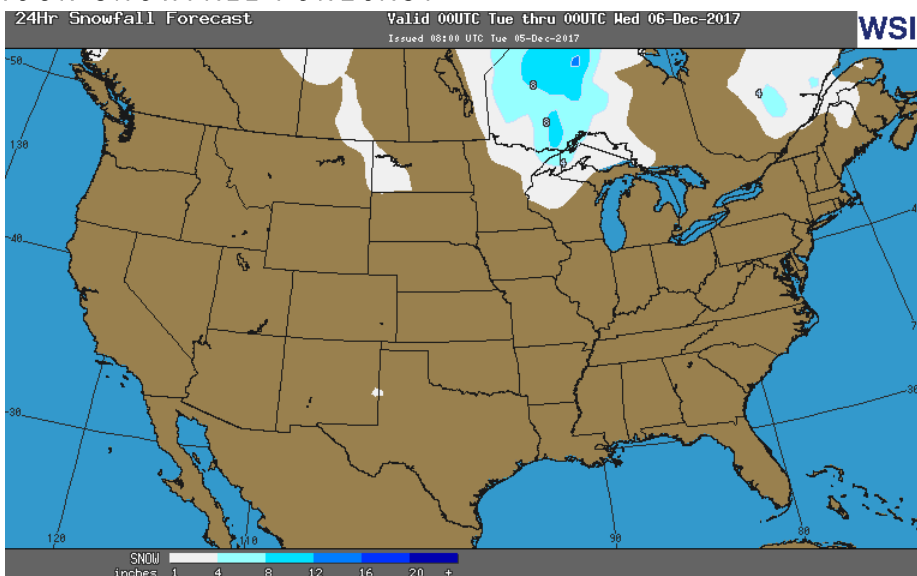 24Hr Snowfall Forecast
Valid 00UTC Tue thru 00UTC Wed 06-Dec-2017
WSI
Issued 08:00 UTC Tue 05-Dec-2017
50
8
4
8
130
6
40
30
120
110
90
80
SNOW
inches 1 4 8 12 16 20 +